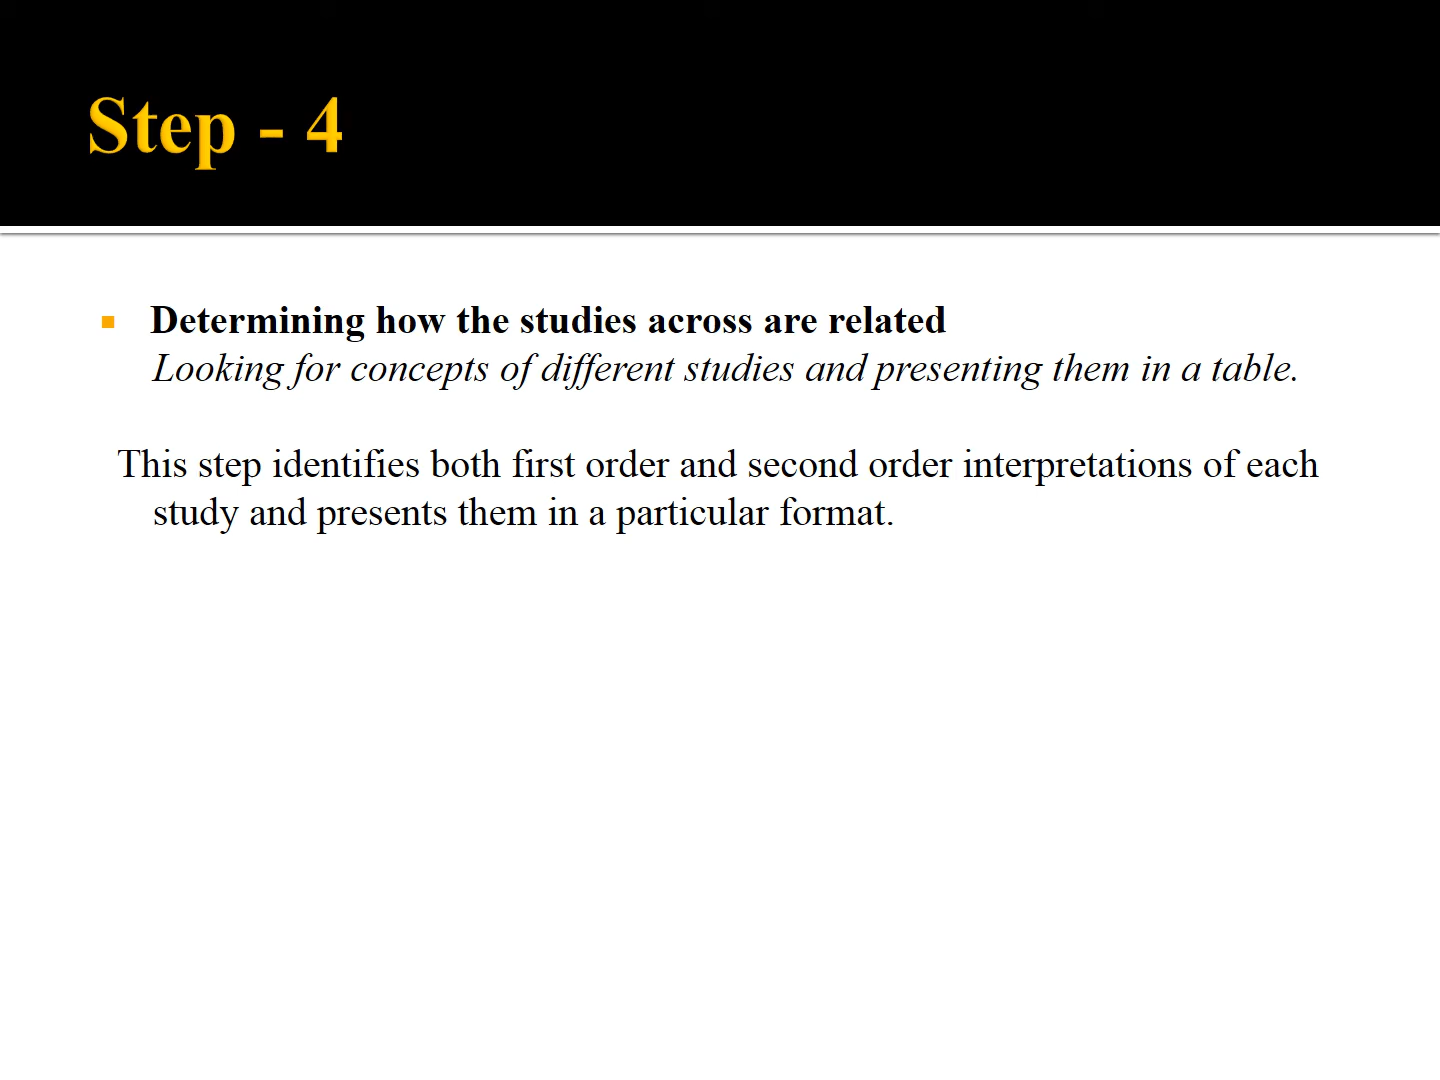 Step - 4
Determining how the studies across are related
Looking for concepts of different studies and presenting them in a table.
This step identifies both first order and second order interpretations of each
study and presents them in a particular format.